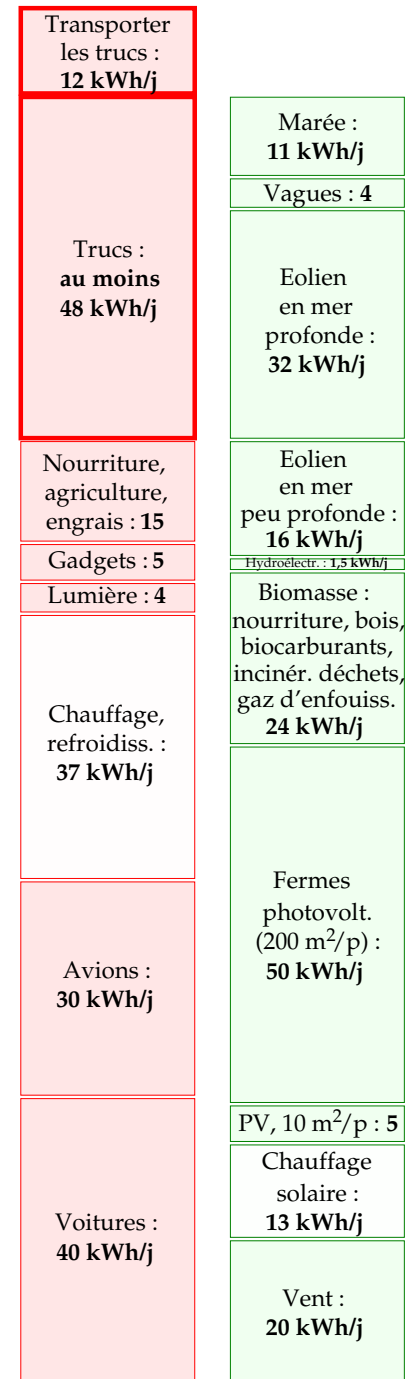 Transporter
les trucs :
12 kWh/j
Trucs :
au moins
48 kWh/j
Nourriture,
agriculture,
engrais : 15
Gadgets : 5
Lumière : 4
Chauffage,
refroidiss. :
37 kWh/j
Avions :
30 kWh/j
Voitures :
40 kWh/j
Marée :
11 kWh/j
Vagues : 4
Eolien
en mer
profonde :
32 kWh/j
Eolien
en mer
peu profonde :
16 kWh/j
Hydroélectr. : 1,5 kWh/j
Biomasse :
nourriture, bois,
biocarburants,
incinér. déchets,
gaz d'enfouiss.
24 kWh/j
Fermes
photovolt.
(200 m²/p) :
50 kWh/j
PV, 10 m²/p : 5
Chauffage
solaire :
13 kWh/j
Vent :
20 kWh/j